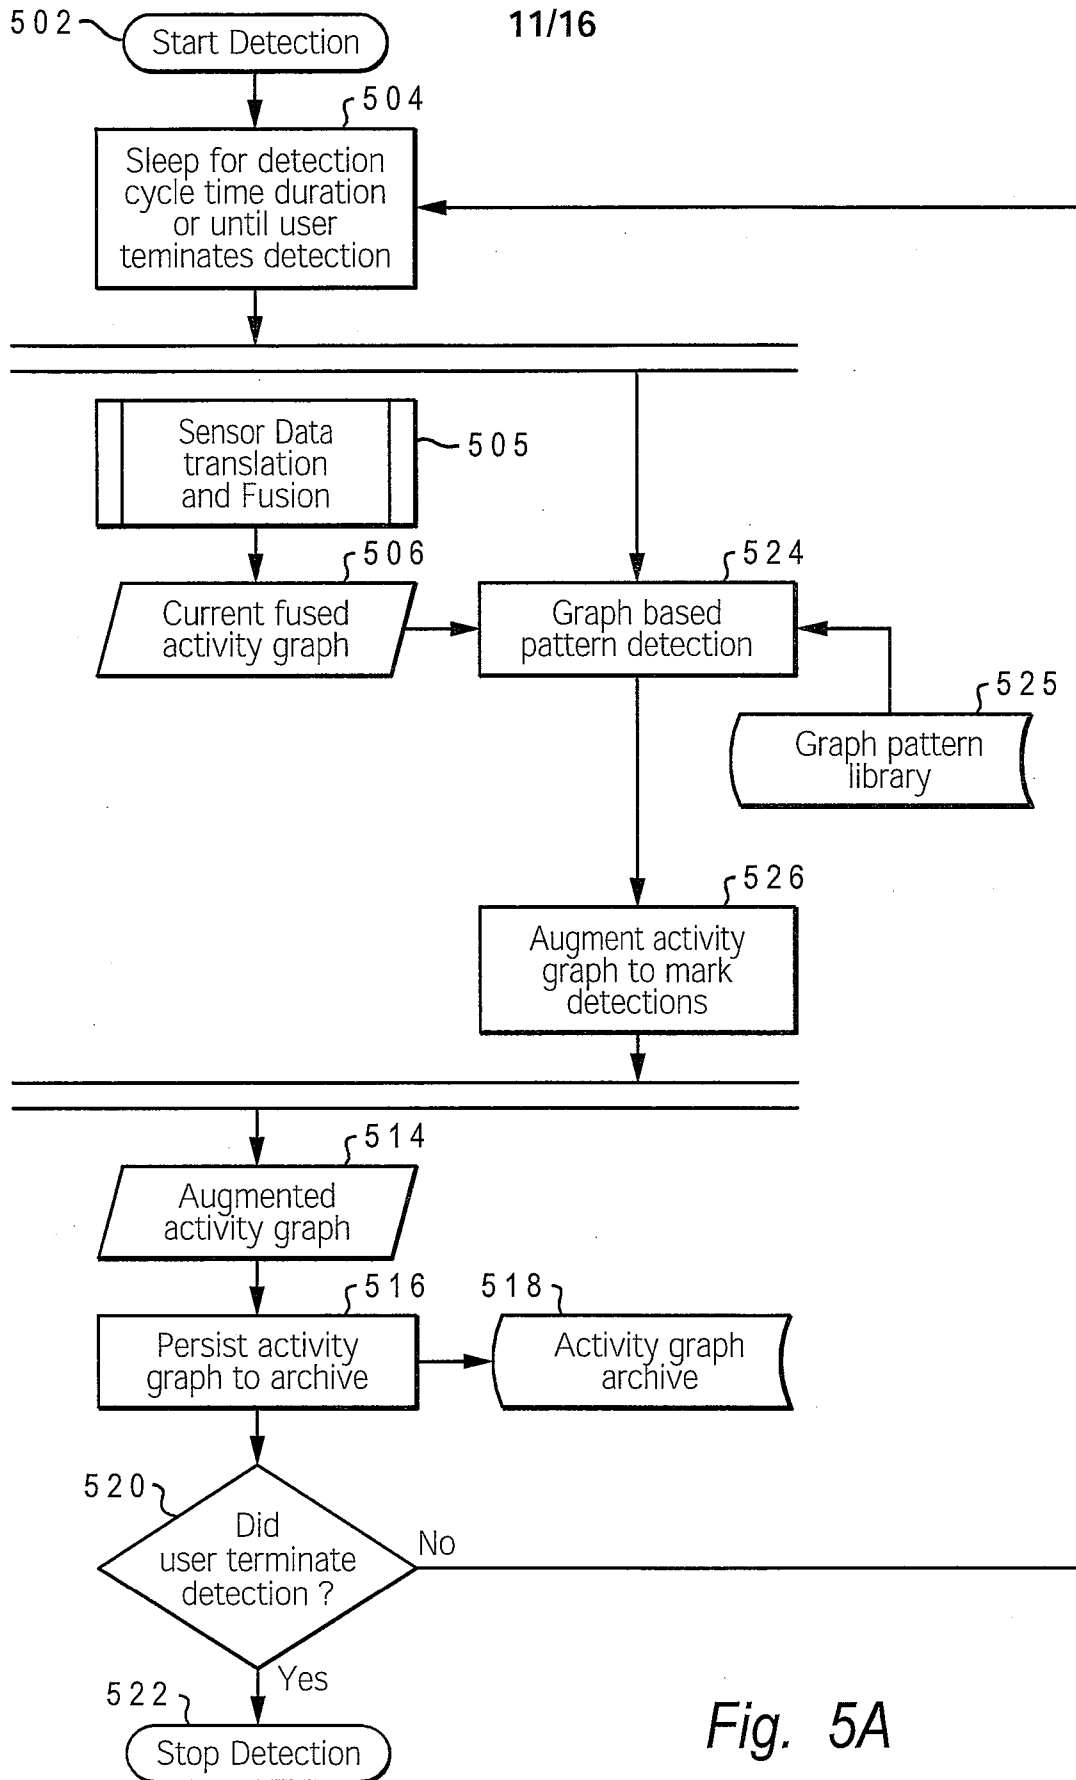 502
Start Detection
11/16
504
Sleep for detection
cycle time duration
or until user
teminates detection
Sensor Data
translation
and Fusion
505
506
Current fused
activity graph
524
Graph based
pattern detection
525
Graph pattern
library
526
Augment activity
graph to mark
detections
514
Augmented
activity graph
516
Persist activity
graph to archive
518
Activity graph
archive
520
Did
user terminate
detection ?
No
Yes
522
Stop Detection
Fig. 5A